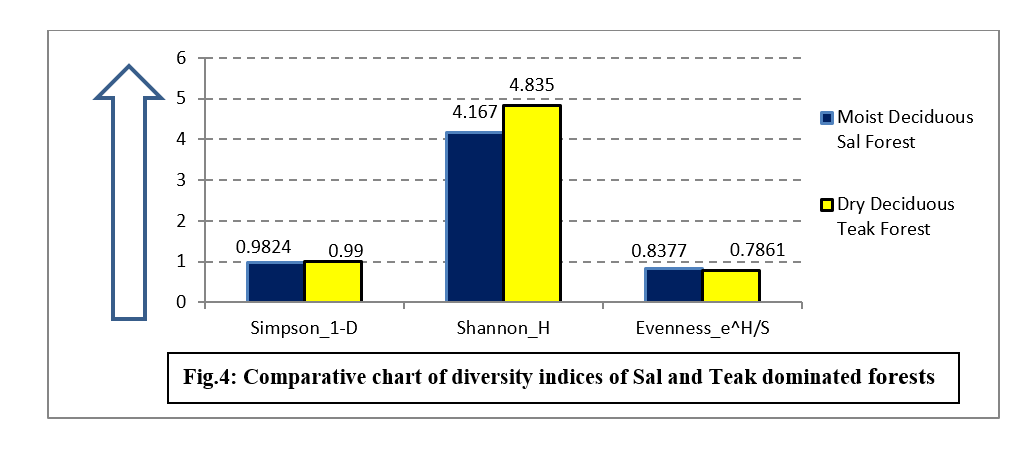 6
5
4
3
2
1
0
0.9824
0.99
4.167
4.835
0.8377
0.7861
Simpson_1-D
Shannon_H
Evenness_e^H/S
Moist Deciduous
Sal Forest
Dry Deciduous
Teak Forest
Fig.4: Comparative chart of diversity indices of Sal and Teak dominated forests